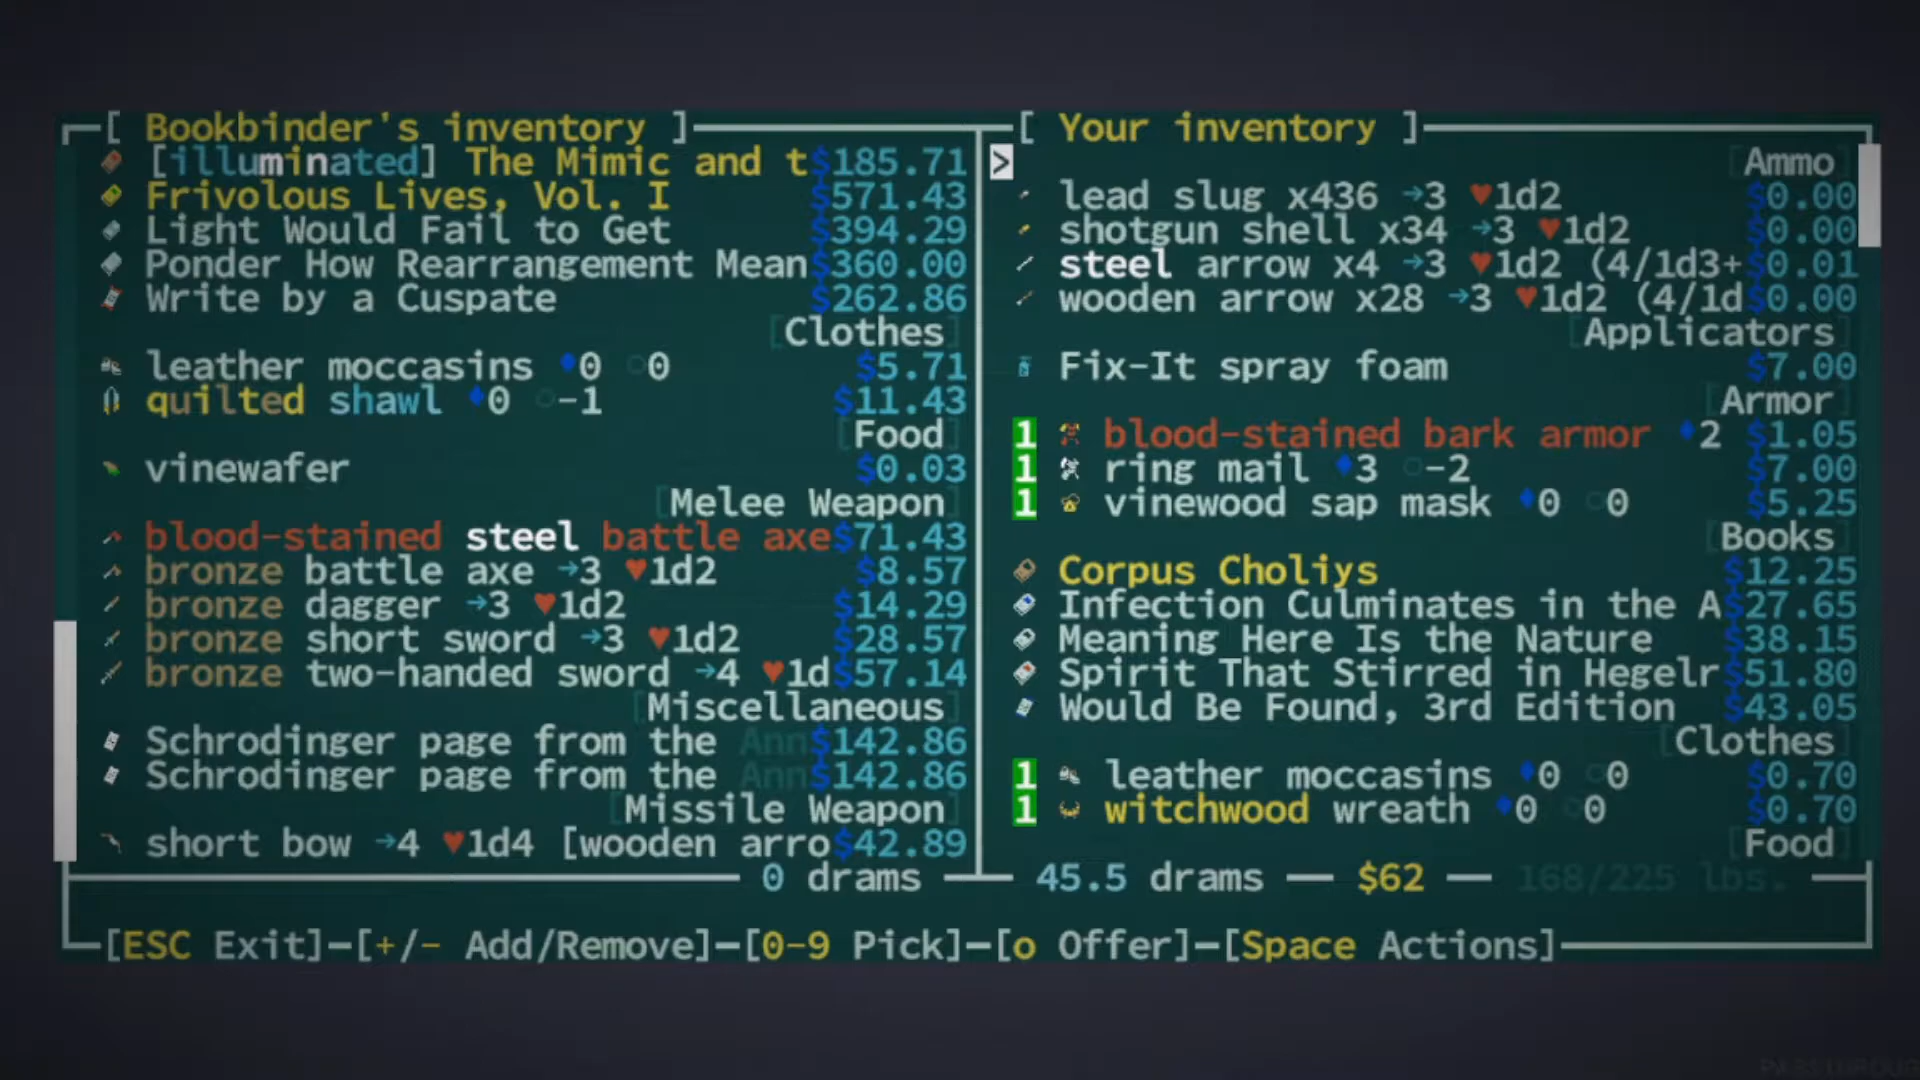 [ Bookbinder's inventory ]
[illuminated] The Mimic and t$185.71
Frivolous Lives, Vol. I $571.43
Light Would Fail to Get $394.29
Ponder How Rearrangement Mean$360.00
Write by a Cuspate $262.86
[Clothes]
leather moccasins ♦0 ○0 $5.71
quilted shawl ♦0 ○-1 $11.43
[Food]
vinewafer $0.03
[Melee Weapon]
blood-stained steel battle axe$71.43
bronze battle axe →3 ♥1d2 $8.57
bronze dagger →3 ♥1d2 $14.29
bronze short sword →3 ♥1d2 $28.57
bronze two-handed sword →4 ♥1d$57.14
[Miscellaneous]
Schrodinger page from the Ann$142.86
Schrodinger page from the Ann$142.86
[Missile Weapon]
short bow →4 ♥1d4 [wooden arro$42.89
0 drams
[ Your inventory ]
> [Ammo]
lead slug x436 →3 ♥1d2 $0.00
shotgun shell x34 →3 ♥1d2 $0.00
steel arrow x4 →3 ♥1d2 (4/1d3+$0.01
wooden arrow x28 →3 ♥1d2 (4/1d$0.00
[Applicators]
Fix-It spray foam $7.00
[Armor]
1 blood-stained bark armor ♦2 $1.05
1 ring mail ♦3 ○-2 $7.00
1 vinewood sap mask ♦0 ○0 $5.25
[Books]
Corpus Choliys $12.25
Infection Culminates in the A$27.65
Meaning Here Is the Nature $38.15
Spirit That Stirred in Hegelr$51.80
Would Be Found, 3rd Edition $43.05
[Clothes]
1 leather moccasins ♦0 ○0 $0.70
1 witchwood wreath ♦0 ○0 $0.70
[Food]
45.5 drams — $62 — 168/225 lbs.
[ESC Exit]-[+/- Add/Remove]-[0-9 Pick]-[o Offer]-[Space Actions]